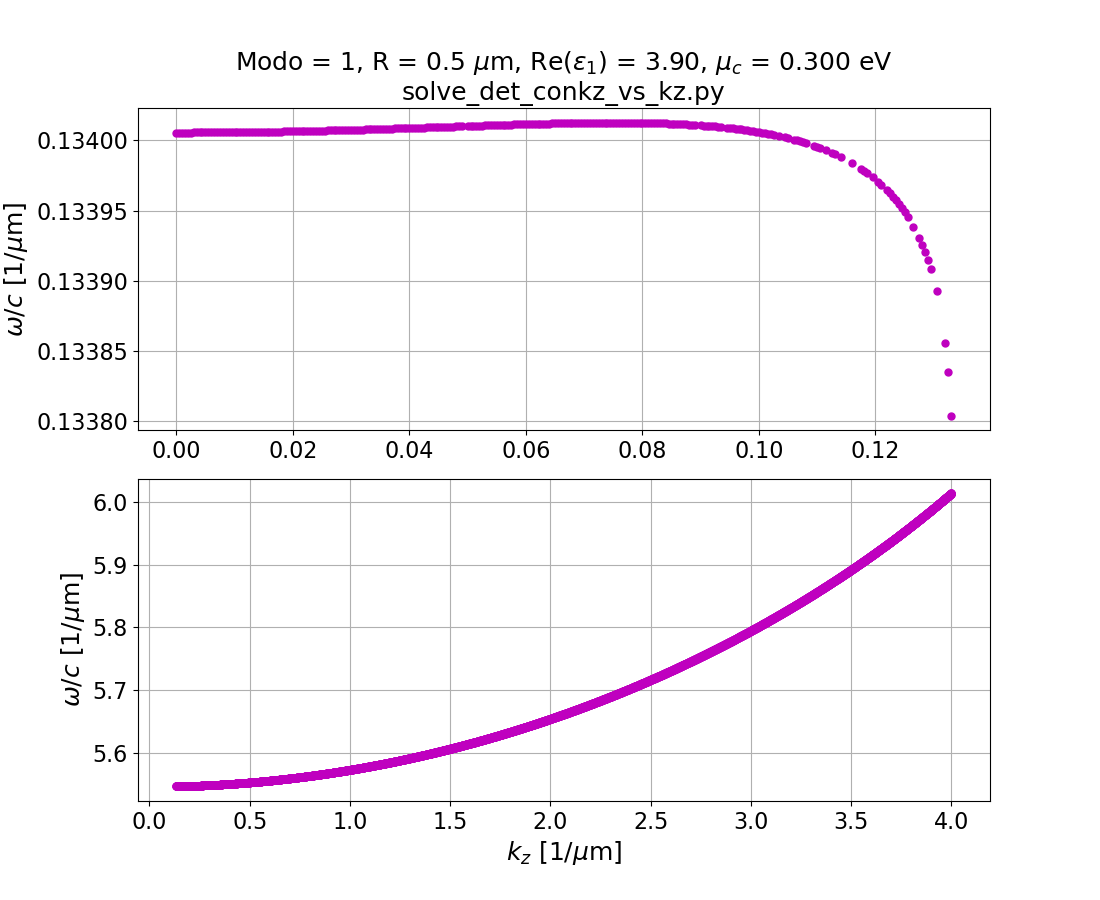 Modo = 1, R = 0.5 μm, Re(ε₁) = 3.90, μ_c = 0.300 eV
solve_det_conkz_vs_kz.py
ω/c [1/μm]
0.13400
0.13395
0.13390
0.13385
0.13380
0.00 0.02 0.04 0.06 0.08 0.10 0.12
ω/c [1/μm]
6.0
5.9
5.8
5.7
5.6
0.0 0.5 1.0 1.5 2.0 2.5 3.0 3.5 4.0
k_z [1/μm]